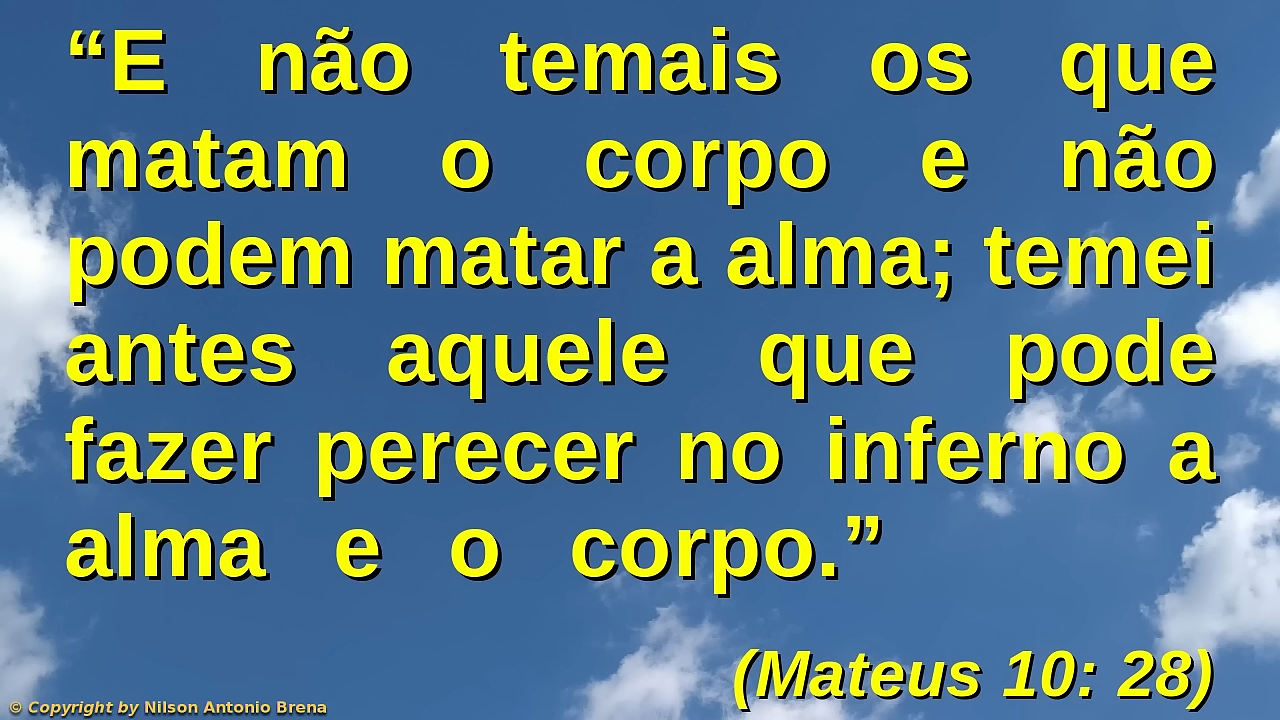 “E não temais os que
matam o corpo e não
podem matar a alma; temei
antes aquele que pode
fazer perecer no inferno a
alma e o corpo.”
(Mateus 10: 28)
© Copyright by Nilson Antonio Brena